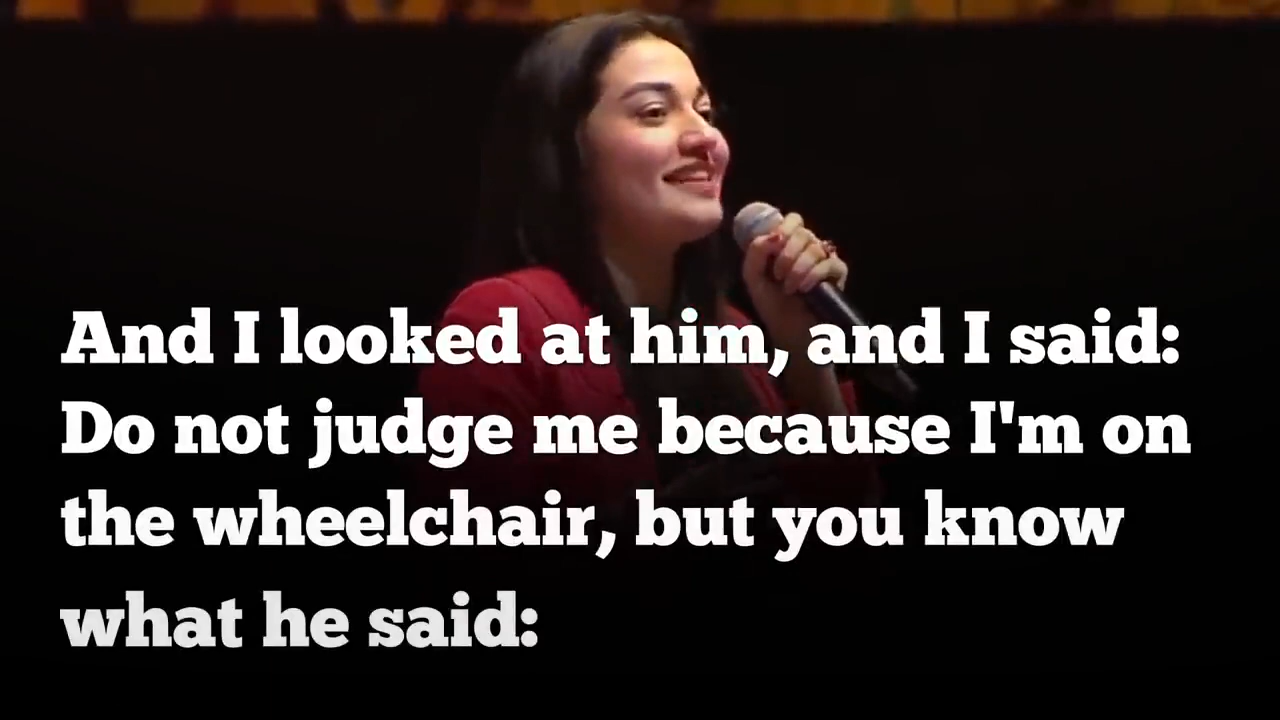 And I looked at him, and I said:
Do not judge me because I'm on
the wheelchair, but you know
what he said: